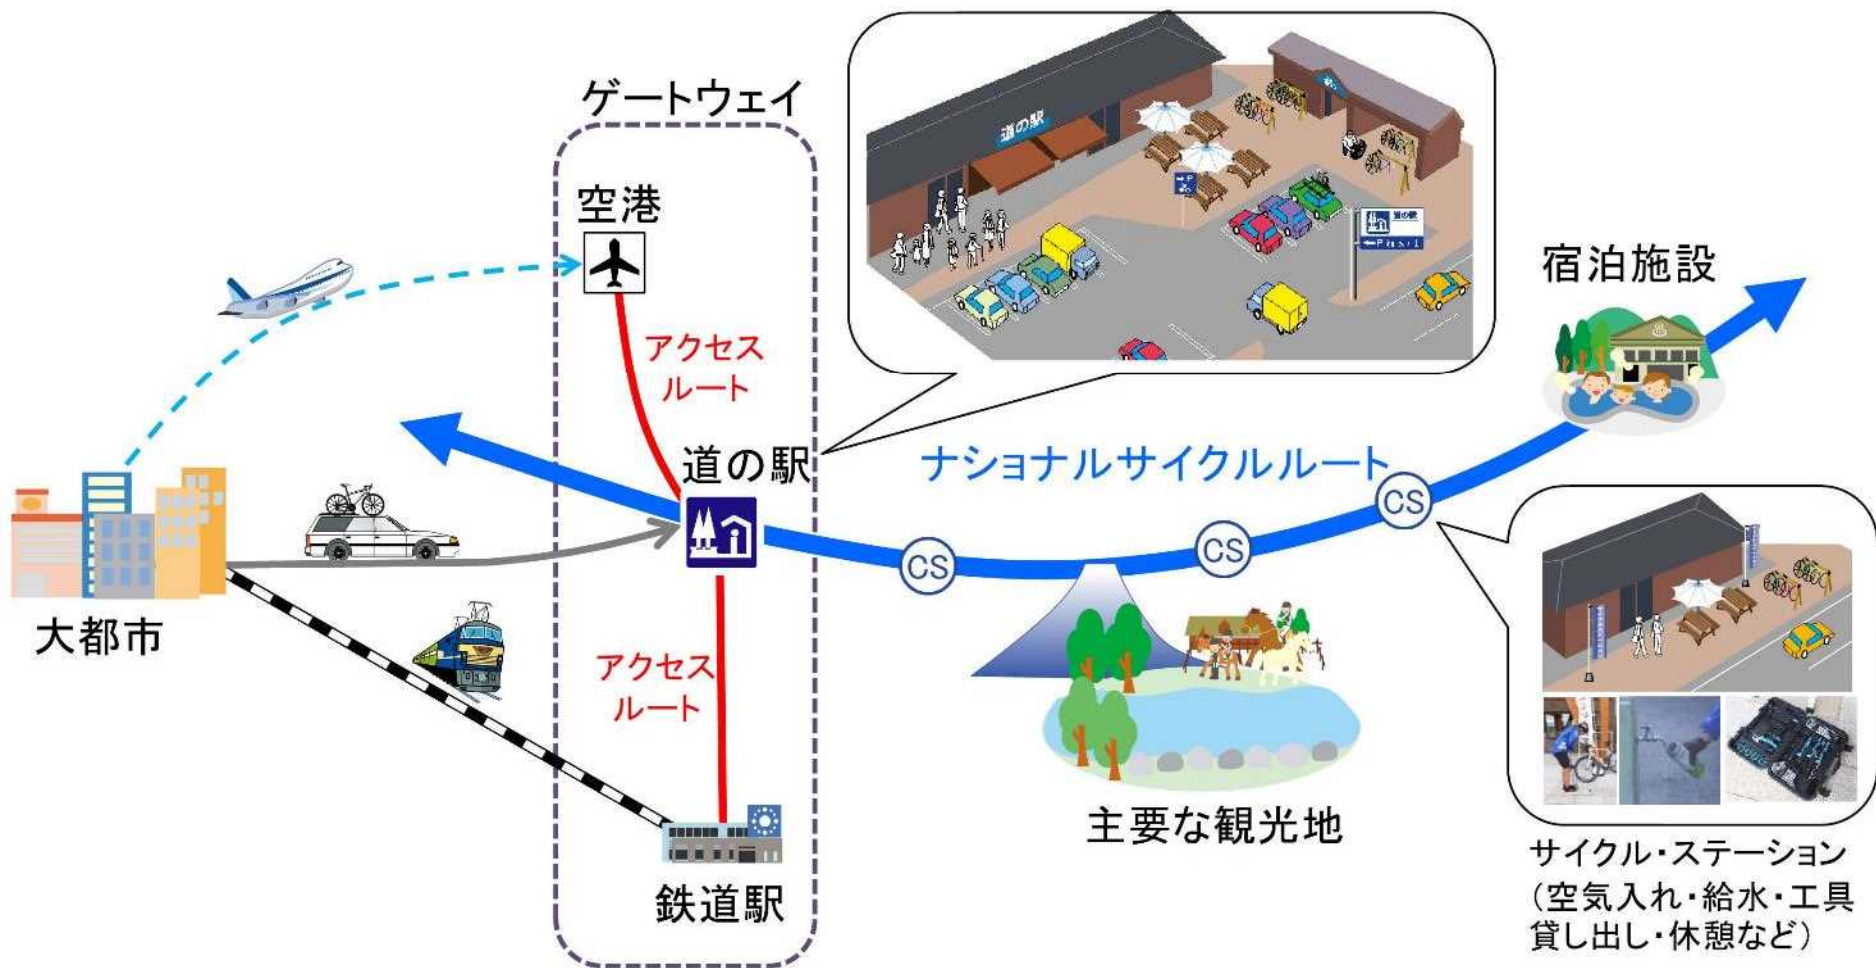 ゲートウェイ
空港
アクセス
ルート
道の駅
アクセス
ルート
鉄道駅
大都市
道の駅
P
道の駅
←P
ナショナルサイクルルート
CS
CS
CS
主要な観光地
宿泊施設
サイクル・ステーション
(空気入れ・給水・工具
貸し出し・休憩など)